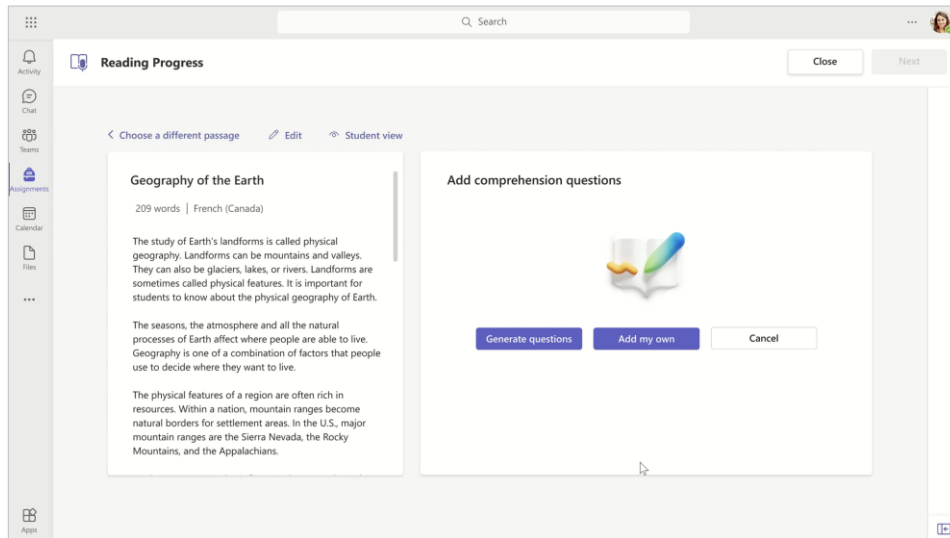 Search
...
Activity
Chat
Teams
Assignments
Calendar
Files
...
Apps
Reading Progress
Close
Next
Choose a different passage
Edit
Student view
Geography of the Earth
209 words | French (Canada)
The study of Earth's landforms is called physical
geography. Landforms can be mountains and valleys.
They can also be glaciers, lakes, or rivers. Landforms are
sometimes called physical features. It is important for
students to know about the physical geography of Earth.
The seasons, the atmosphere and all the natural
processes of Earth affect where people are able to live.
Geography is one of a combination of factors that people
use to decide where they want to live.
The physical features of a region are often rich in
resources. Within a nation, mountain ranges become
natural borders for settlement areas. In the U.S., major
mountain ranges are the Sierra Nevada, the Rocky
Mountains, and the Appalachians.
Add comprehension questions
Generate questions
Add my own
Cancel